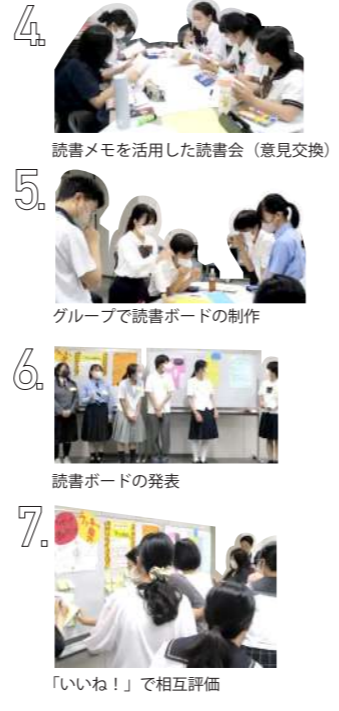 4.
読書メモを活用した読書会（意見交換）
5.
グループで読書ボードの制作
6.
読書ボードの発表
7.
「いいね！」で相互評価